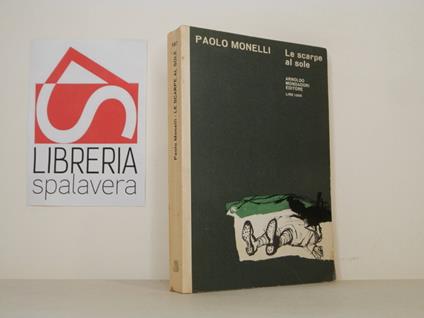 LIBRERIA
spalavera
Paolo Monelli - LE SCARPE AL SOLE
PAOLO MONELLI
Le scarpe
al sole
ARNOLDO
MONDADORI
EDITORE